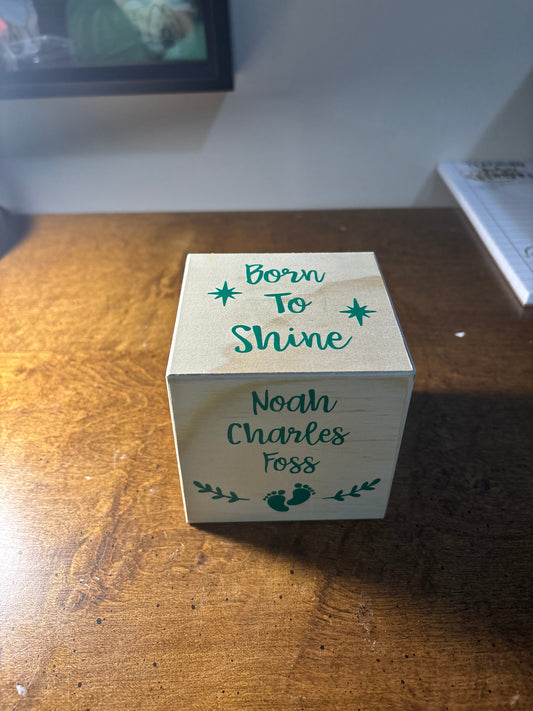 Born
To
Shine
Noah
Charles
Foss